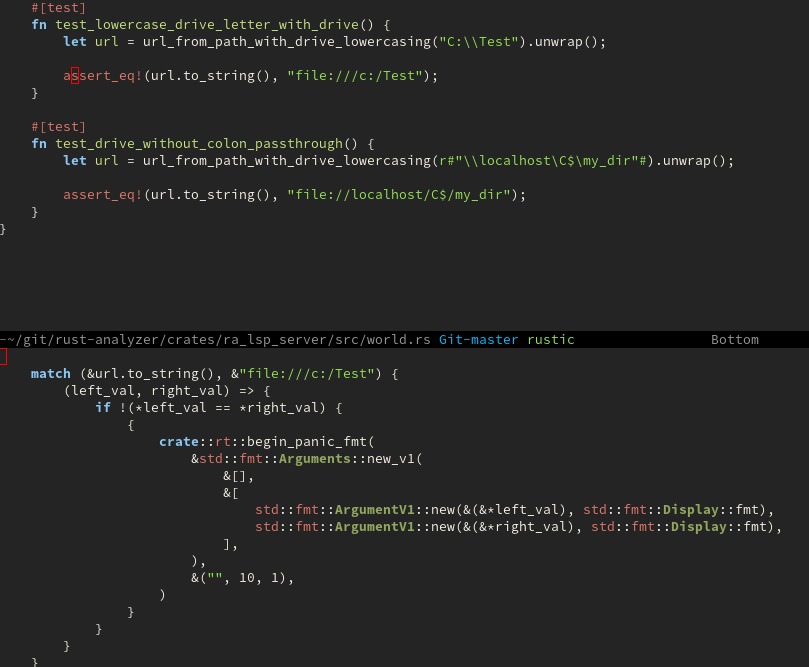 #[test]
    fn test_lowercase_drive_letter_with_drive() {
        let url = url_from_path_with_drive_lowercasing("C:\\Test").unwrap();

        assert_eq!(url.to_string(), "file:///c:/Test");
    }

    #[test]
    fn test_drive_without_colon_passthrough() {
        let url = url_from_path_with_drive_lowercasing(r#"\\localhost\C$\my_dir"#).unwrap();

        assert_eq!(url.to_string(), "file://localhost/C$/my_dir");
    }
}
-~/git/rust-analyzer/crates/ra_lsp_server/src/world.rs Git-master rustic Bottom
    match (&url.to_string(), &"file:///c:/Test") {
        (left_val, right_val) => {
            if !(*left_val == *right_val) {
                {
                    crate::rt::begin_panic_fmt(
                        &std::fmt::Arguments::new_v1(
                            &[],
                            &[
                                std::fmt::ArgumentV1::new(&(&*left_val), std::fmt::Display::fmt),
                                std::fmt::ArgumentV1::new(&(&*right_val), std::fmt::Display::fmt),
                            ],
                        ),
                        &("", 10, 1),
                    )
                }
            }
        }
    }